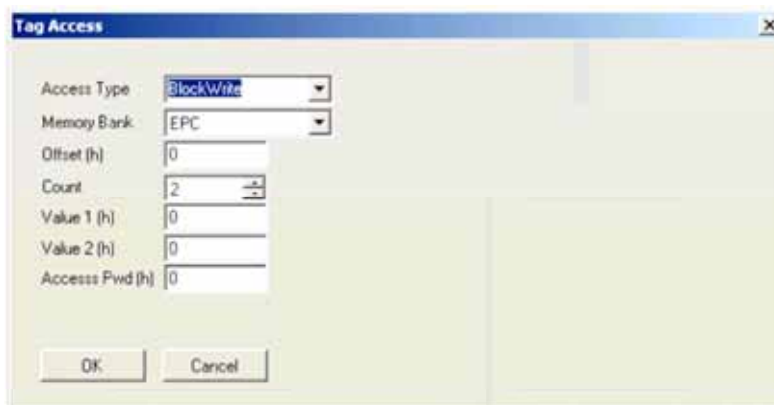 Tag Access
Access Type BlockWrite
Memory Bank EPC
Offset (h) 0
Count 2
Value 1 (h) 0
Value 2 (h) 0
Accesss Pwd (h) 0
OK Cancel